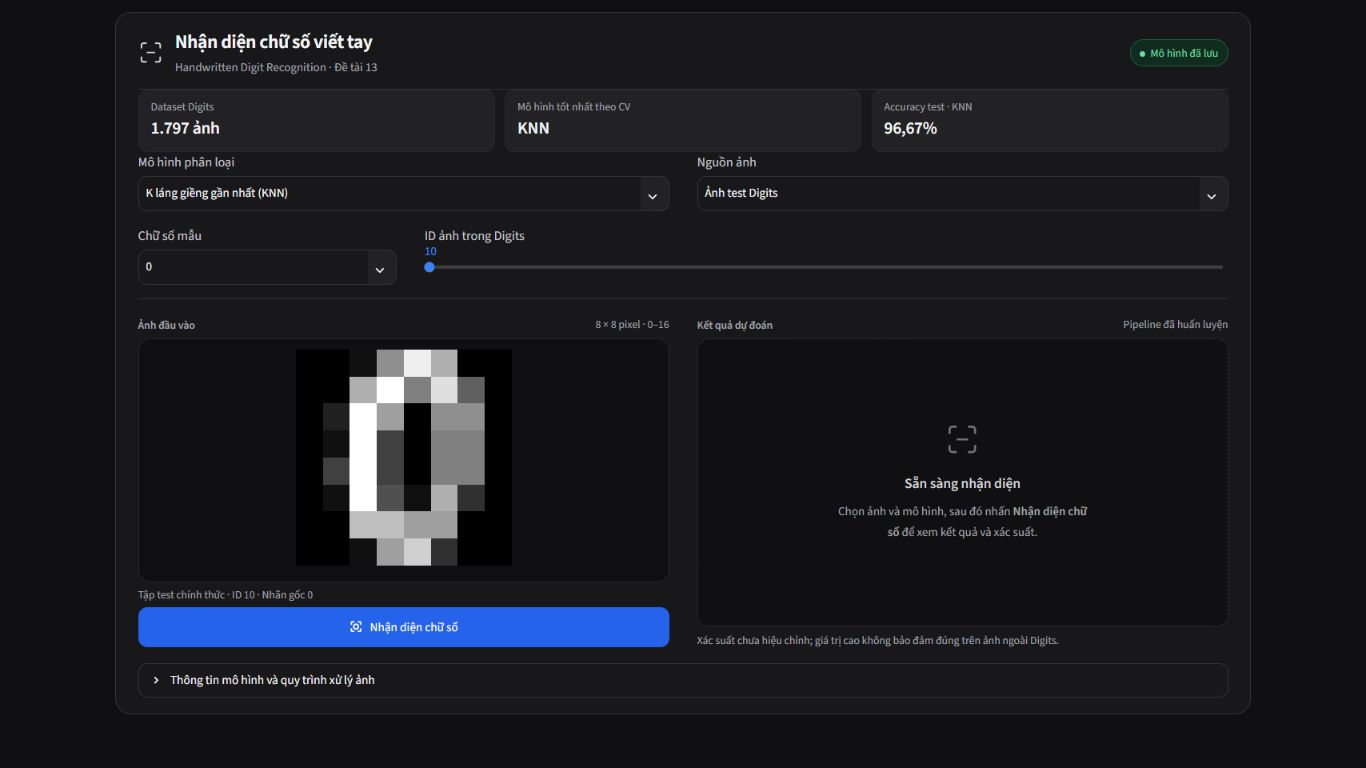 Nhận diện chữ số viết tay
Handwritten Digit Recognition · Đề tài 13
Mô hình đã lưu
Dataset Digits
1.797 ảnh
Mô hình tốt nhất theo CV
KNN
Accuracy test · KNN
96,67%
Mô hình phân loại
K láng giềng gần nhất (KNN)
Nguồn ảnh
Ảnh test Digits
Chữ số mẫu
0
ID ảnh trong Digits
10
Ảnh đầu vào
8 × 8 pixel · 0–16
Tập test chính thức · ID 10 · Nhãn gốc 0
Nhận diện chữ số
Kết quả dự đoán
Pipeline đã huấn luyện
Sẵn sàng nhận diện
Chọn ảnh và mô hình, sau đó nhấn Nhận diện chữ
số để xem kết quả và xác suất.
Xác suất chưa hiệu chỉnh; giá trị cao không bảo đảm đúng trên ảnh ngoài Digits.
Thông tin mô hình và quy trình xử lý ảnh